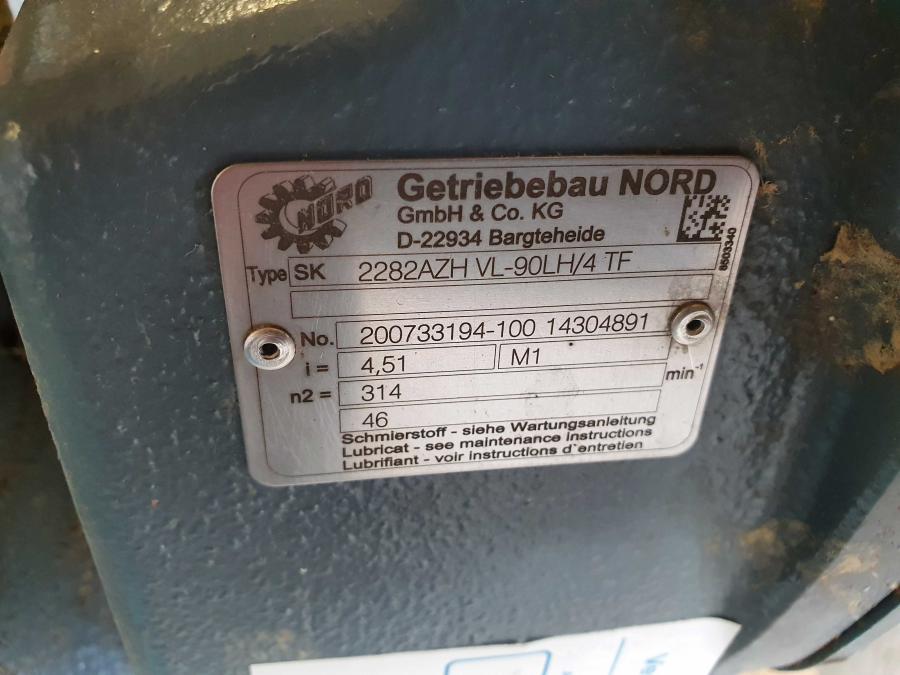 NORD
Getriebebau NORD
GmbH & Co. KG
D-22934 Bargteheide
8503340
Type SK 2282AZH VL-90LH/4 TF
No. 200733194-100 14304891
i = 4,51 M1
n2 = 314 min⁻¹
46
Schmierstoff - siehe Wartungsanleitung
Lubricat - see maintenance instructions
Lubrifiant - voir instructions d`entretien